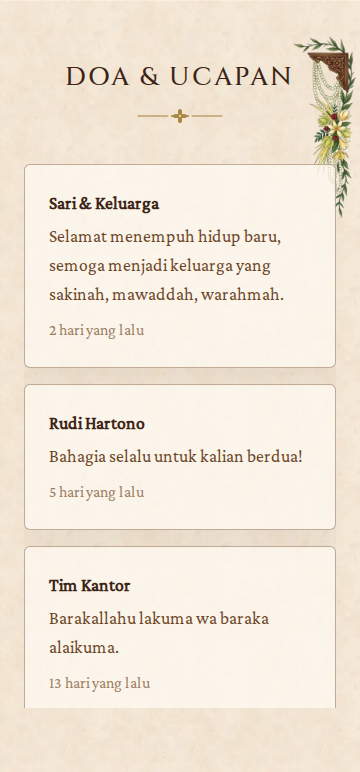 DOA & UCAPAN
Sari & Keluarga
Selamat menempuh hidup baru,
semoga menjadi keluarga yang
sakinah, mawaddah, warahmah.
2 hari yang lalu
Rudi Hartono
Bahagia selalu untuk kalian berdua!
5 hari yang lalu
Tim Kantor
Barakallahu lakuma wa baraka
alaikuma.
13 hari yang lalu